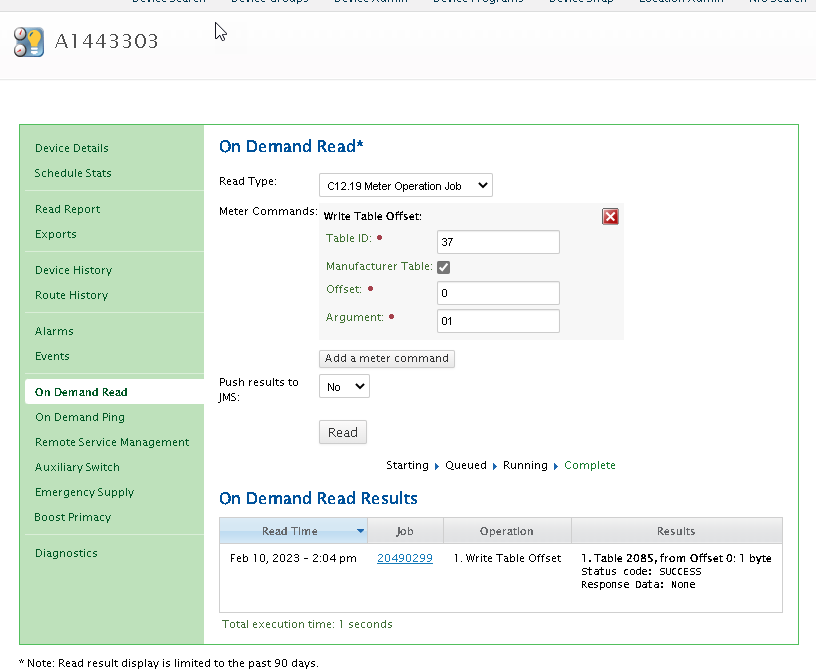 Device Search Device Groups Device Admin Device Programs Device Snap Location Admin NIC Search
A1443303
Device Details
Schedule Stats
Read Report
Exports
Device History
Route History
Alarms
Events
On Demand Read
On Demand Ping
Remote Service Management
Auxiliary Switch
Emergency Supply
Boost Primacy
Diagnostics
On Demand Read*
Read Type: C12.19 Meter Operation Job
Meter Commands: Write Table Offset:
Table ID: • 37
Manufacturer Table:
Offset: • 0
Argument: • 01
Add a meter command
Push results to No
JMS:
Read
Starting Queued Running Complete
On Demand Read Results
Read Time Job Operation Results
Feb 10, 2023 - 2:04 pm 20490299 1. Write Table Offset 1. Table 2085, from Offset 0: 1 byte
Status code: SUCCESS
Response Data: None
Total execution time: 1 seconds
* Note: Read result display is limited to the past 90 days.